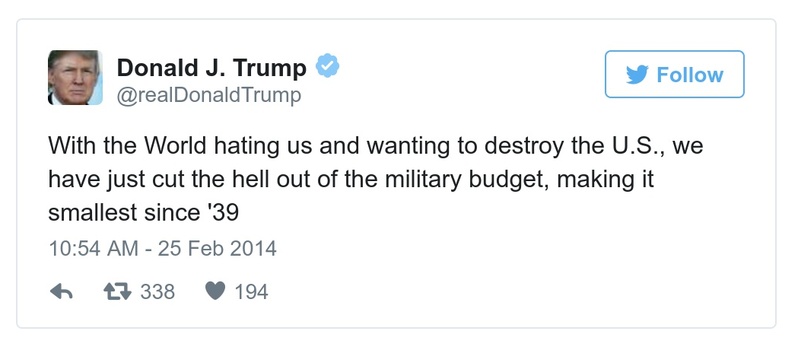 Donald J. Trump
@realDonaldTrump
Follow
With the World hating us and wanting to destroy the U.S., we
have just cut the hell out of the military budget, making it
smallest since '39
10:54 AM - 25 Feb 2014
338 194